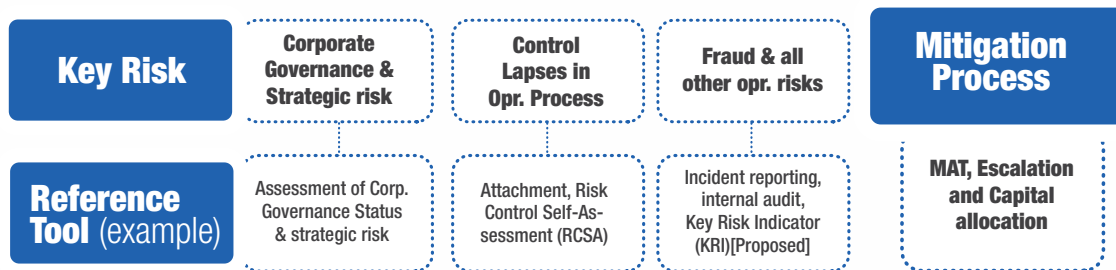 Key Risk
Corporate
Governance &
Strategic risk
Control
Lapses in
Opr. Process
Fraud & all
other opr. risks
Mitigation
Process
Reference
Tool (example)
Assessment of Corp.
Governance Status
& strategic risk
Attachment, Risk
Control Self-As-
sessment (RCSA)
Incident reporting,
internal audit,
Key Risk Indicator
(KRI)[Proposed]
MAT, Escalation
and Capital
allocation